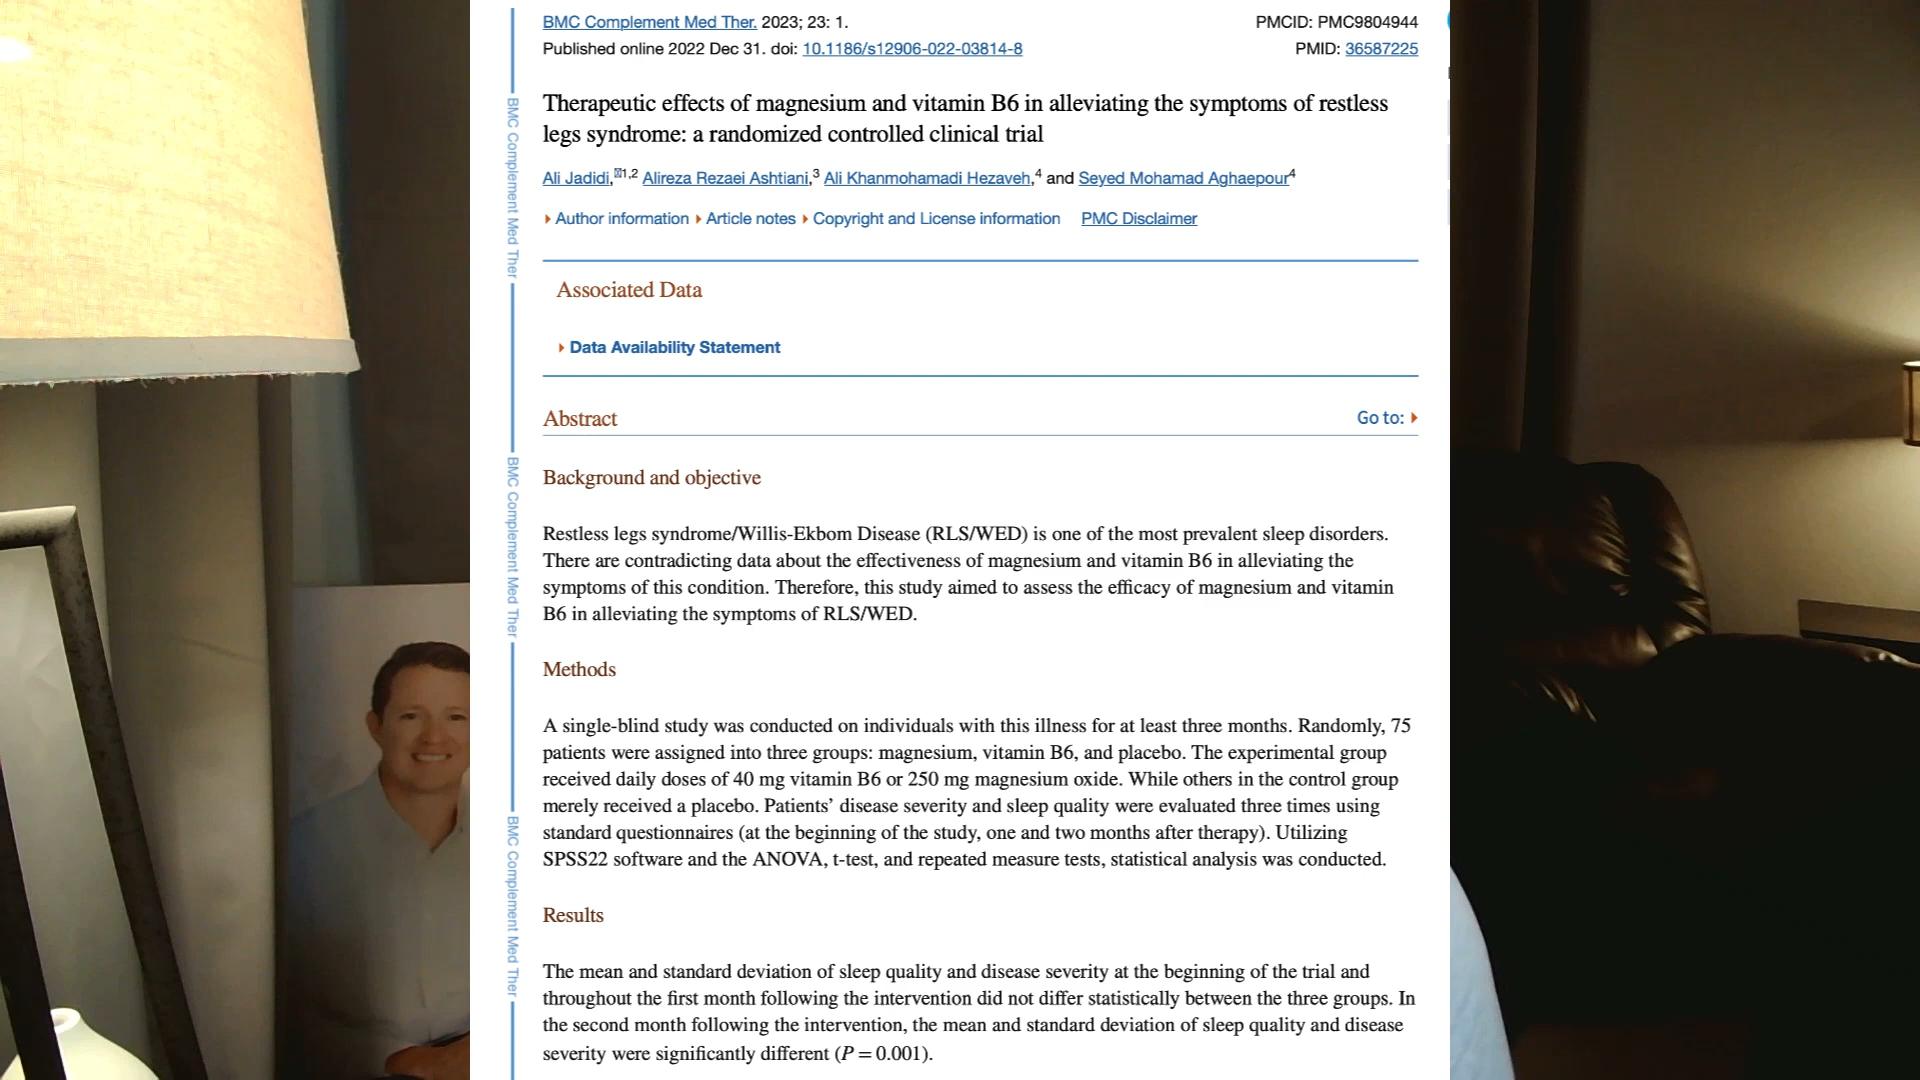 BMC Complement Med Ther. 2023; 23: 1.
PMCID: PMC9804944
Published online 2022 Dec 31. doi: 10.1186/s12906-022-03814-8
PMID: 36587225
Therapeutic effects of magnesium and vitamin B6 in alleviating the symptoms of restless
legs syndrome: a randomized controlled clinical trial
Ali Jadidi,1,2 Alireza Rezaei Ashtiani,3 Ali Khanmohamadi Hezaveh,4 and Seyed Mohamad Aghaepour4
Author information Article notes Copyright and License information PMC Disclaimer
Associated Data
Data Availability Statement
Abstract
Go to:
Background and objective
Restless legs syndrome/Willis-Ekbom Disease (RLS/WED) is one of the most prevalent sleep disorders.
There are contradicting data about the effectiveness of magnesium and vitamin B6 in alleviating the
symptoms of this condition. Therefore, this study aimed to assess the efficacy of magnesium and vitamin
B6 in alleviating the symptoms of RLS/WED.
Methods
A single-blind study was conducted on individuals with this illness for at least three months. Randomly, 75
patients were assigned into three groups: magnesium, vitamin B6, and placebo. The experimental group
received daily doses of 40 mg vitamin B6 or 250 mg magnesium oxide. While others in the control group
merely received a placebo. Patients’ disease severity and sleep quality were evaluated three times using
standard questionnaires (at the beginning of the study, one and two months after therapy). Utilizing
SPSS22 software and the ANOVA, t-test, and repeated measure tests, statistical analysis was conducted.
Results
The mean and standard deviation of sleep quality and disease severity at the beginning of the trial and
throughout the first month following the intervention did not differ statistically between the three groups. In
the second month following the intervention, the mean and standard deviation of sleep quality and disease
severity were significantly different (P = 0.001).
BMC Complement Med Ther
BMC Complement Med Ther
BMC Complement Med Ther